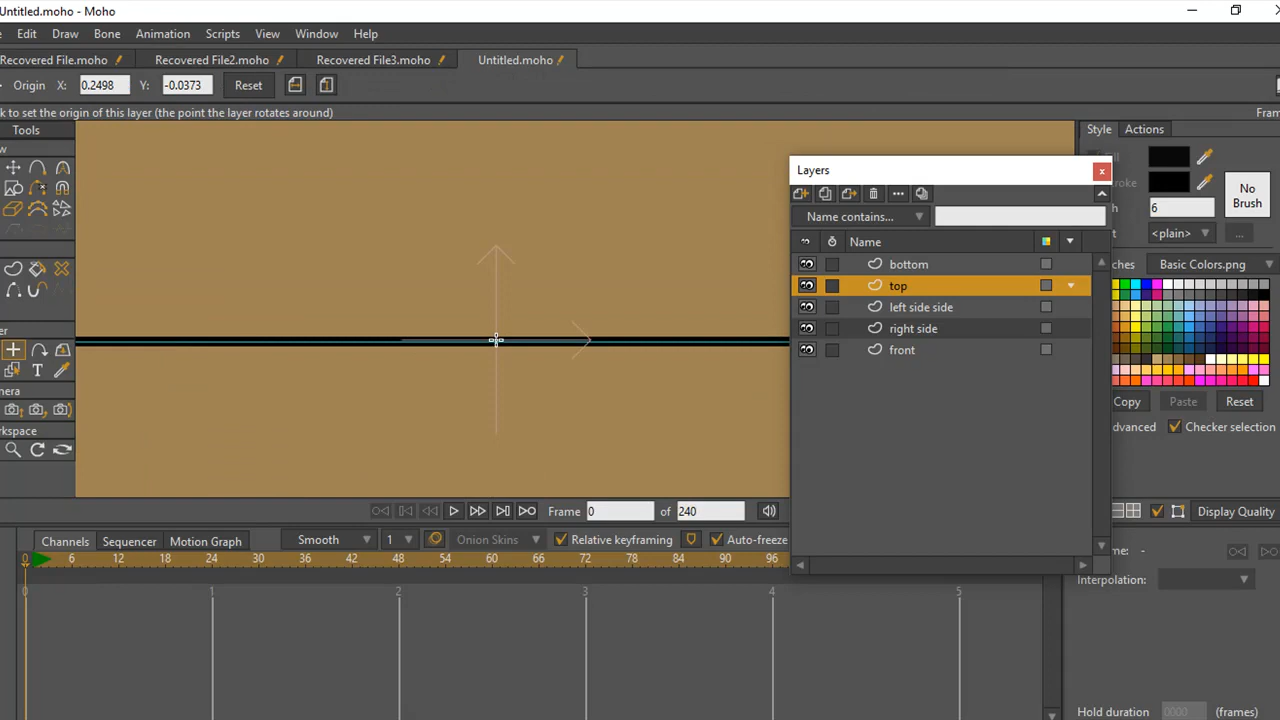 Untitled.moho - Moho
Edit Draw Bone Animation Scripts View Window Help
Recovered File.moho Recovered File2.moho Recovered File3.moho Untitled.moho
Origin X: 0.2498 Y: -0.0373 Reset
k to set the origin of this layer (the point the layer rotates around) Fram
Tools
Style Actions
Layers
No
Brush
6
Name contains...
<plain> ...
Name
bottom
ches Basic Colors.png
top
left side side
right side
front
Copy Paste Reset
dvanced Checker selection
T
Frame 0 of 240
Display Quality
Channels Sequencer Motion Graph Smooth 1 Onion Skins Relative keyframing Auto-freeze
me: -
0 6 12 18 24 30 36 42 48 54 60 66 72 78 84 90 96
Interpolation:
0 1 2 3 4 5
Hold duration 0000 (frames)